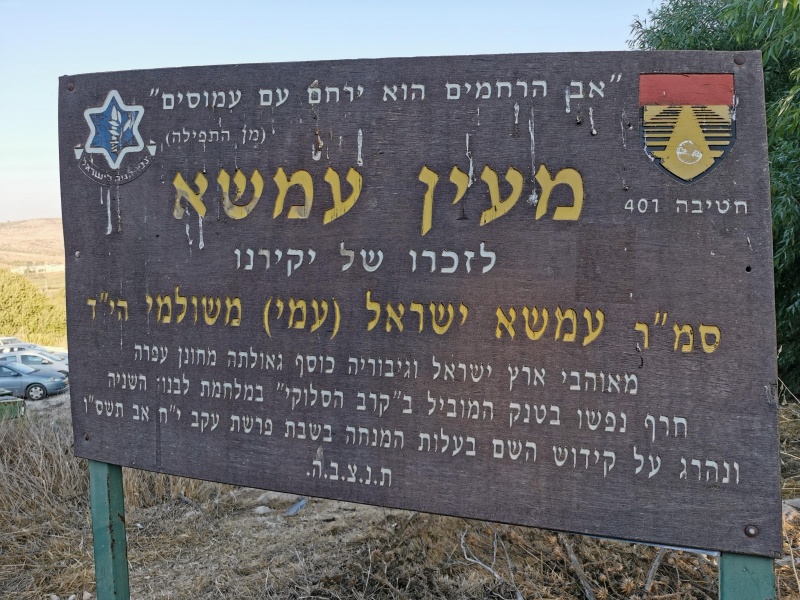 "אב הרחמים הוא ירחם עם עמוסים"
(מן התפילה)
מעין עמשא
חטיבה 401
לזכרו של יקירנו
סמ"ר עמשא ישראל (עמי) משולמי הי"ד
מאוהבי ארץ ישראל וגיבוריה כוסף גאולתה מחונן עפרה
חרף נפשו בטנק המוביל ב"קרב הסלוקי" במלחמת לבנון השניה
ונהרג על קידוש השם בעלות המנחה בשבת פרשת עקב י"ח אב תשס"ו
ת.נ.צ.ב.ה.